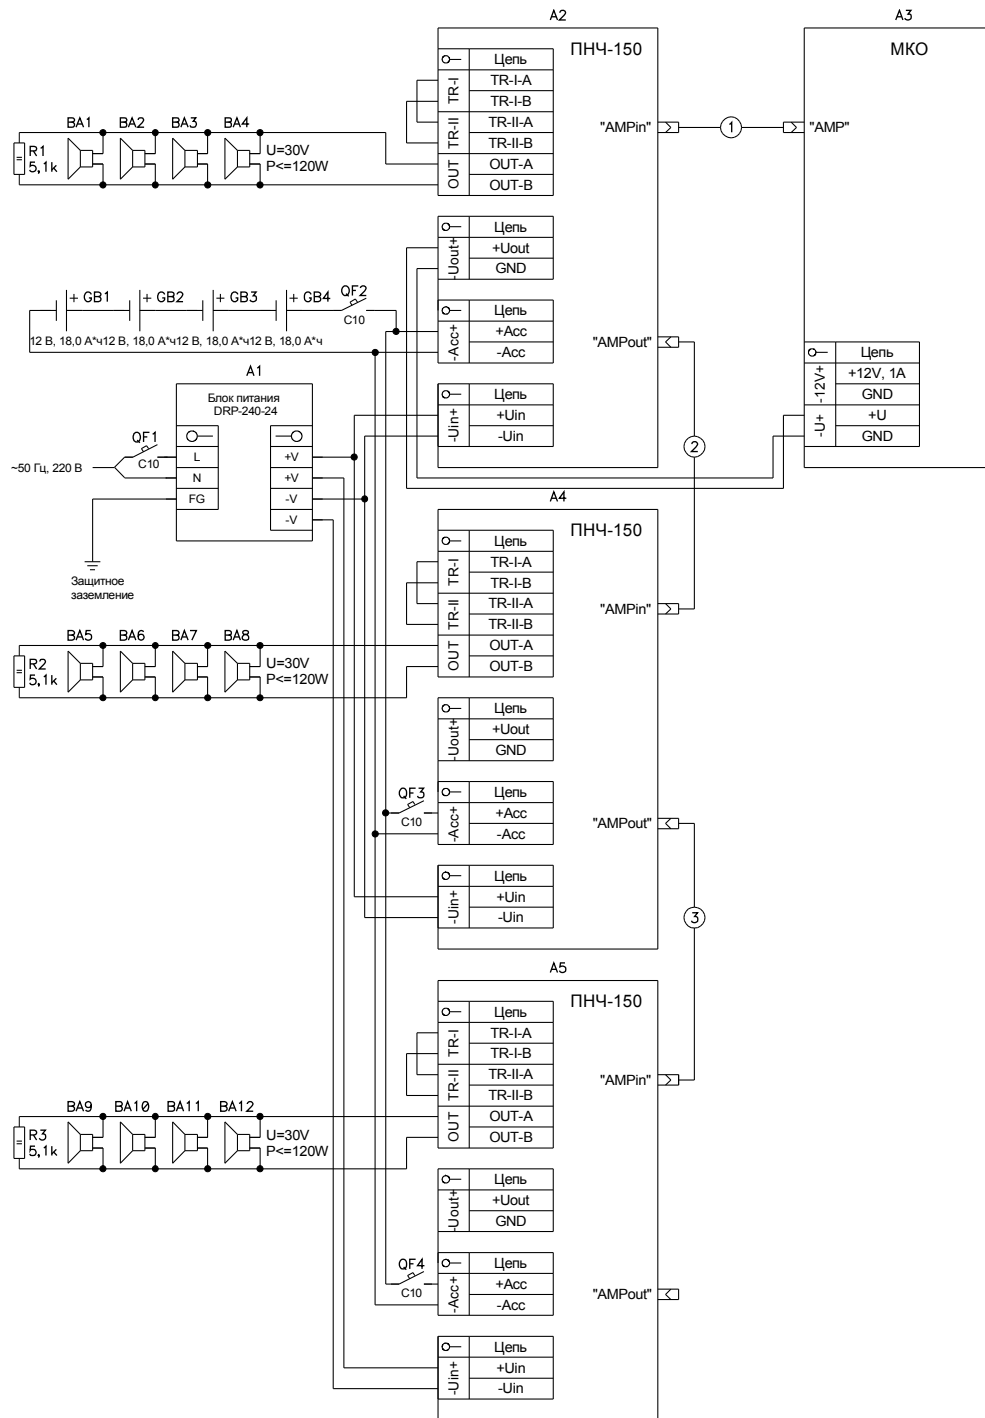 A2
ПНЧ-150
Цепь
TR-I
TR-I-A
TR-I-B
TR-II
TR-II-A
TR-II-B
OUT
OUT-A
OUT-B
"AMPin"
1
A3
МКО
"AMP"
BA1 BA2 BA3 BA4
R1
5,1k
U=30V
P<=120W
Цепь
-Uout+
+Uout
GND
+ GB1 + GB2 + GB3 + GB4
QF2
C10
12 В, 18,0 А*ч12 В, 18,0 А*ч12 В, 18,0 А*ч12 В, 18,0 А*ч
Цепь
-Acc+
+Acc
-Acc
"AMPout"
Цепь
-12V+
+12V, 1A
GND
-U+
+U
GND
Цепь
-Uin+
+Uin
-Uin
2
A1
Блок питания
DRP-240-24
QF1
C10
~50 Гц, 220 В
L
N
FG
+V
+V
-V
-V
Защитное
заземление
A4
ПНЧ-150
Цепь
TR-I
TR-I-A
TR-I-B
TR-II
TR-II-A
TR-II-B
OUT
OUT-A
OUT-B
"AMPin"
BA5 BA6 BA7 BA8
R2
5,1k
U=30V
P<=120W
Цепь
-Uout+
+Uout
GND
QF3
C10
Цепь
-Acc+
+Acc
-Acc
"AMPout"
Цепь
-Uin+
+Uin
-Uin
3
A5
ПНЧ-150
Цепь
TR-I
TR-I-A
TR-I-B
TR-II
TR-II-A
TR-II-B
OUT
OUT-A
OUT-B
"AMPin"
BA9 BA10 BA11 BA12
R3
5,1k
U=30V
P<=120W
Цепь
-Uout+
+Uout
GND
QF4
C10
Цепь
-Acc+
+Acc
-Acc
"AMPout"
Цепь
-Uin+
+Uin
-Uin